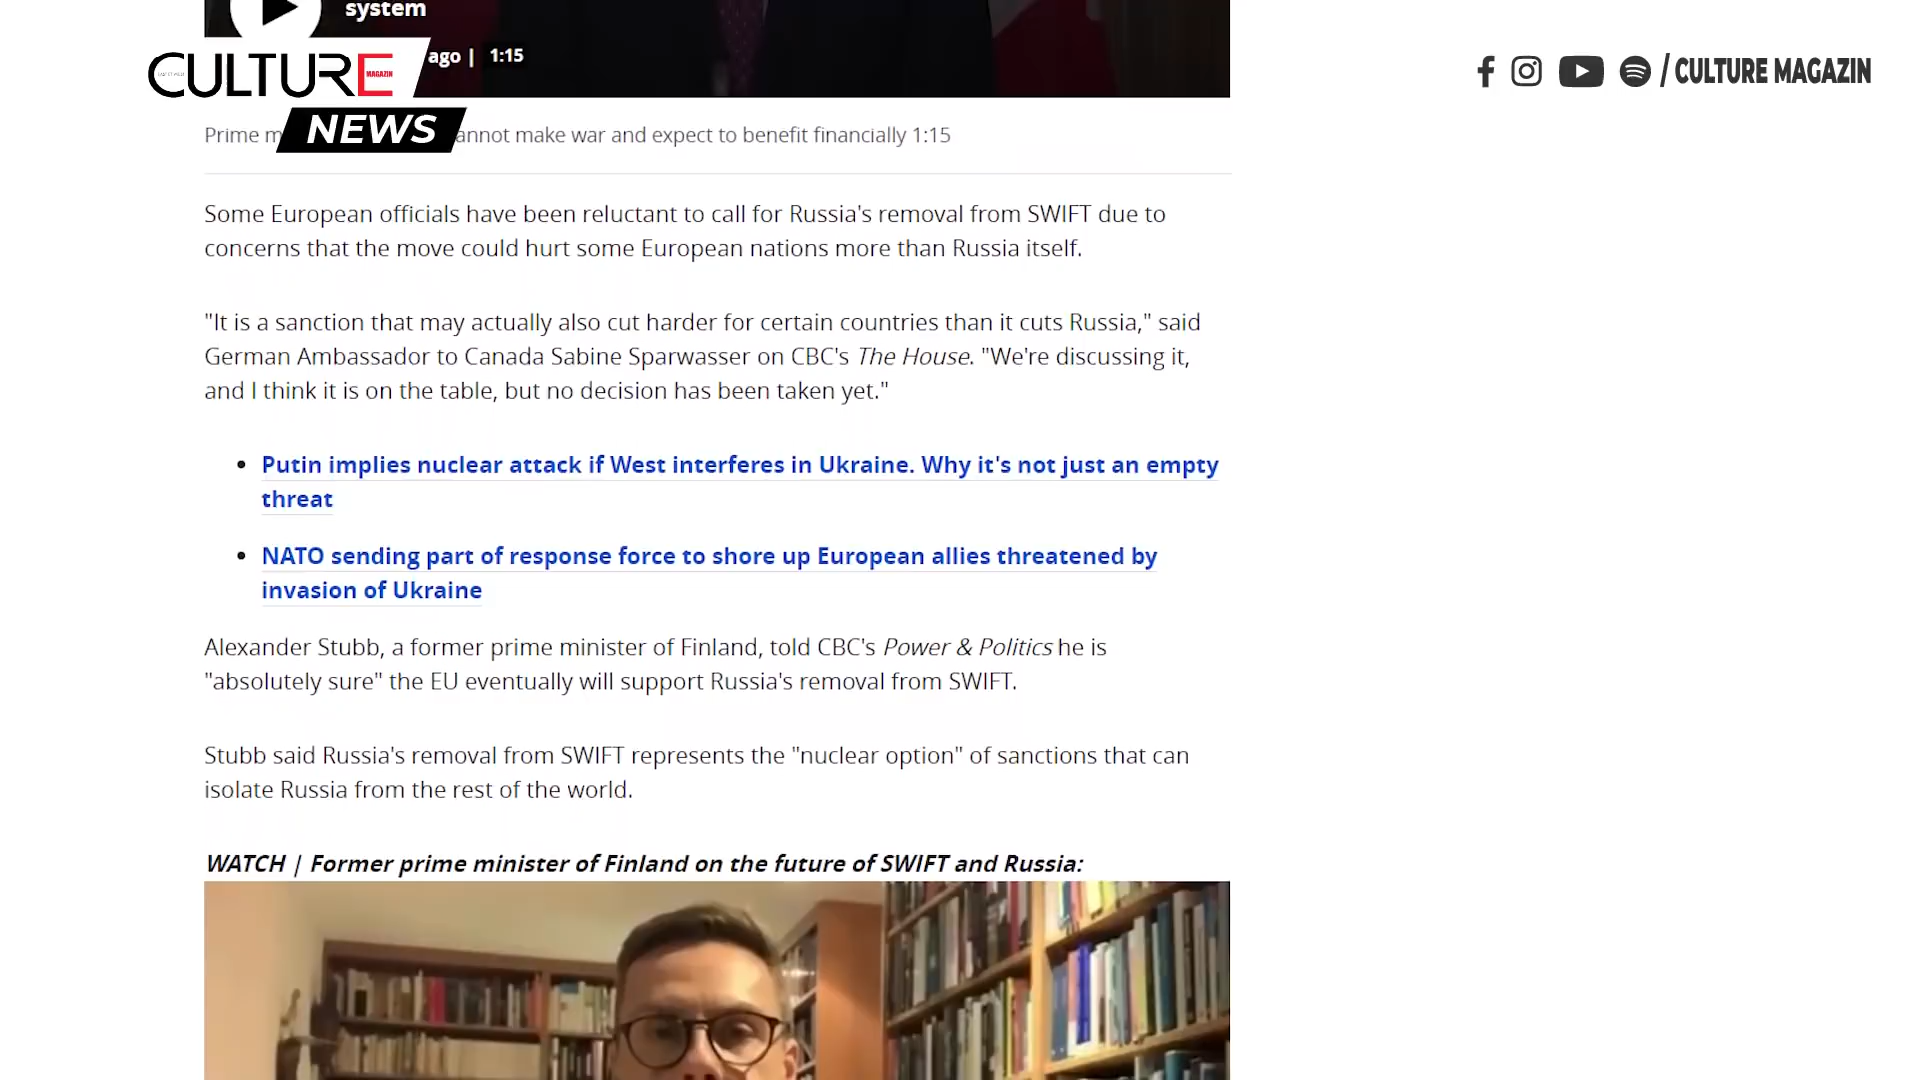 system
ago | 1:15
CULTURE
MAGAZIN
NEWS
/ CULTURE MAGAZIN
Prime m annot make war and expect to benefit financially 1:15
Some European officials have been reluctant to call for Russia's removal from SWIFT due to
concerns that the move could hurt some European nations more than Russia itself.
"It is a sanction that may actually also cut harder for certain countries than it cuts Russia," said
German Ambassador to Canada Sabine Sparwasser on CBC's The House. "We're discussing it,
and I think it is on the table, but no decision has been taken yet."
• Putin implies nuclear attack if West interferes in Ukraine. Why it's not just an empty
threat
• NATO sending part of response force to shore up European allies threatened by
invasion of Ukraine
Alexander Stubb, a former prime minister of Finland, told CBC's Power & Politics he is
"absolutely sure" the EU eventually will support Russia's removal from SWIFT.
Stubb said Russia's removal from SWIFT represents the "nuclear option" of sanctions that can
isolate Russia from the rest of the world.
WATCH | Former prime minister of Finland on the future of SWIFT and Russia: